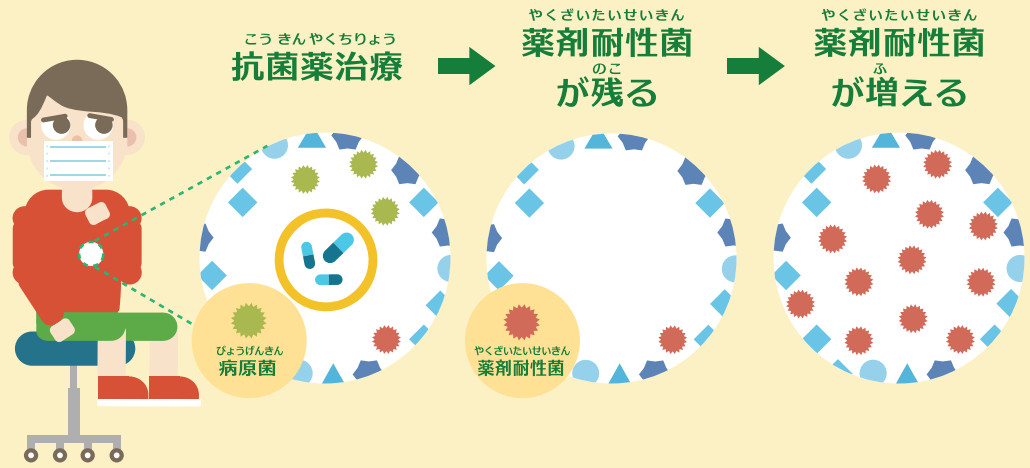 こうきんやくちりょう
抗菌薬治療
やくざいたいせいきん
薬剤耐性菌
のこ
が残る
やくざいたいせいきん
薬剤耐性菌
ふ
が増える
びょうげんきん
病原菌
やくざいたいせいきん
薬剤耐性菌